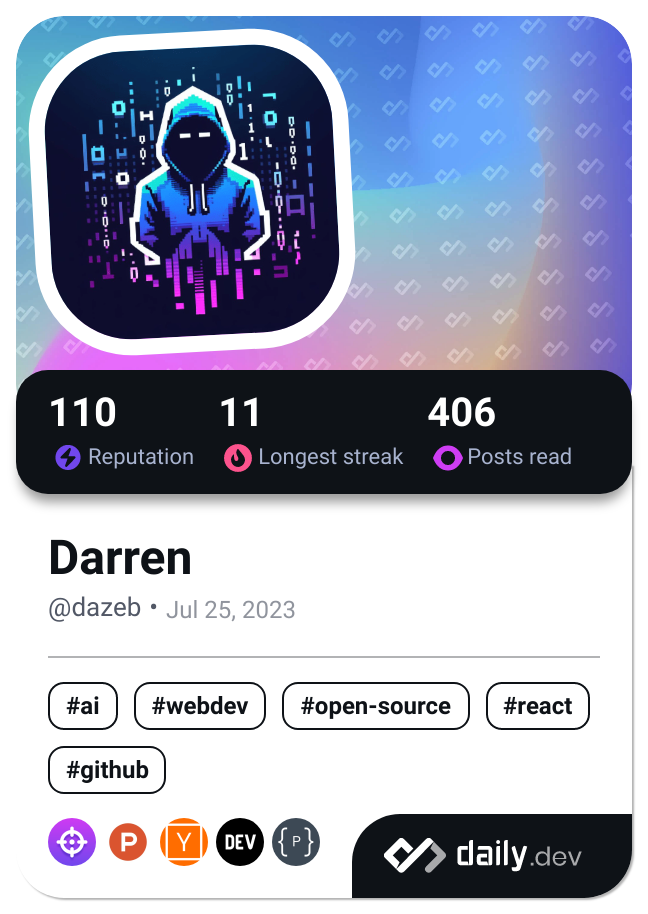 110 11 406
Reputation Longest streak Posts read
Darren
@dazeb • Jul 25, 2023
#ai #webdev #open-source #react
#github
P Y DEV {P}
daily.dev